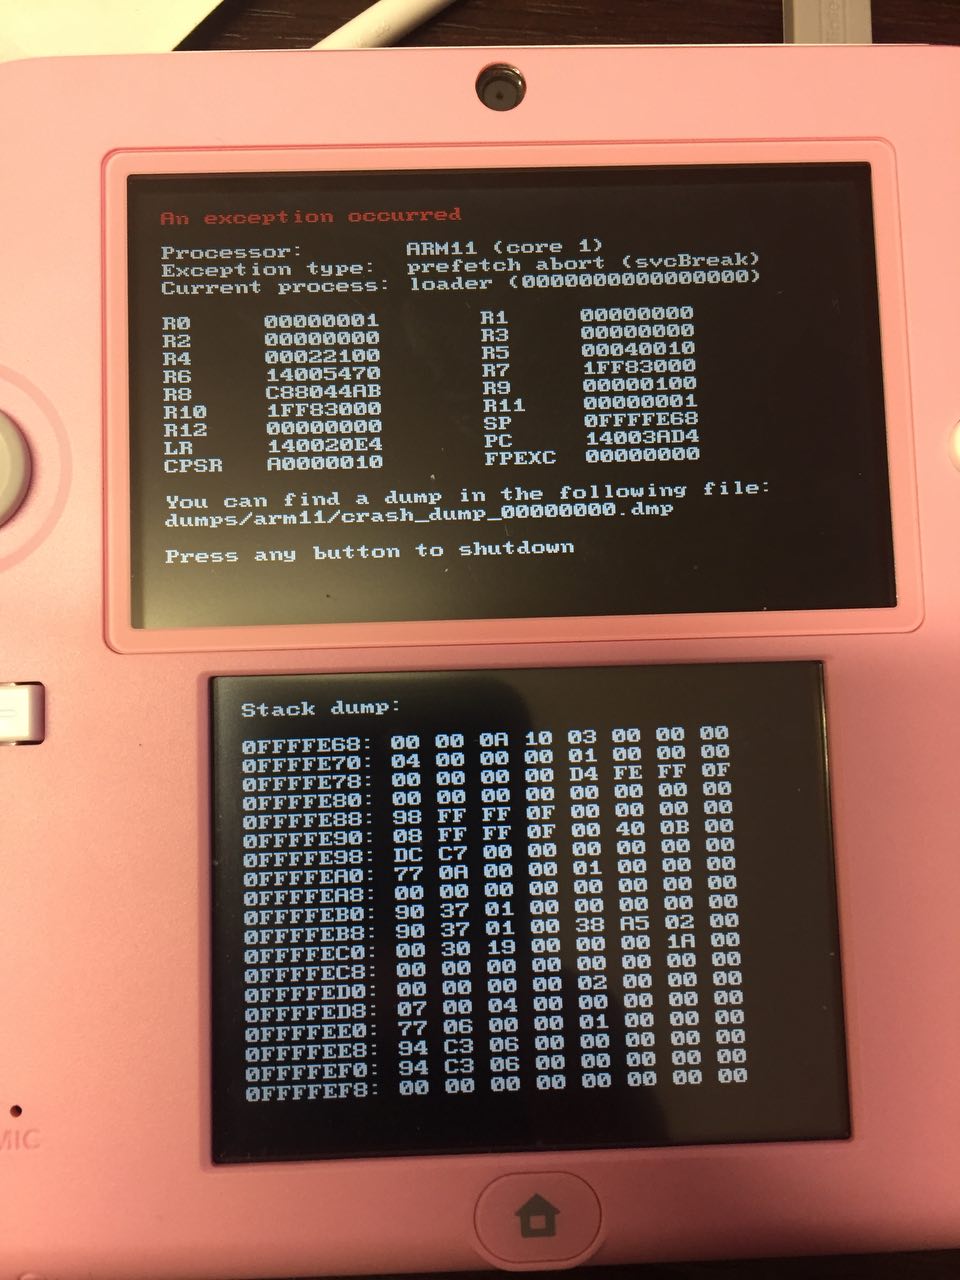 An exception occurred
Processor: ARM11 (core 1)
Exception type: prefetch abort (svcBreak)
Current process: loader (0000000000000000)
R0 00000001 R1 00000000
R2 00000000 R3 00000000
R4 00022100 R5 00040010
R6 14005470 R7 1FF83000
R8 C88044AB R9 00000100
R10 1FF83000 R11 00000001
R12 00000000 SP 0FFFFE68
LR 140020E4 PC 14003AD4
CPSR A0000010 FPEXC 00000000
You can find a dump in the following file:
dumps/arm11/crash_dump_00000000.dmp
Press any button to shutdown
Stack dump:
0FFFFE68: 00 00 0A 10 03 00 00 00
0FFFFE70: 04 00 00 00 01 00 00 00
0FFFFE78: 00 00 00 00 D4 FE FF 0F
0FFFFE80: 00 00 00 00 00 00 00 00
0FFFFE88: 98 FF FF 0F 00 00 00 00
0FFFFE90: 08 FF FF 0F 00 40 0B 00
0FFFFE98: DC C7 00 00 00 00 00 00
0FFFFEA0: 77 0A 00 00 01 00 00 00
0FFFFEA8: 00 00 00 00 00 00 00 00
0FFFFEB0: 90 37 01 00 00 00 00 00
0FFFFEB8: 90 37 01 00 38 A5 02 00
0FFFFEC0: 00 30 19 00 00 00 1A 00
0FFFFEC8: 00 00 00 00 00 00 00 00
0FFFFED0: 00 00 00 00 02 00 00 00
0FFFFED8: 07 00 04 00 00 00 00 00
0FFFFEE0: 77 06 00 00 01 00 00 00
0FFFFEE8: 94 C3 06 00 00 00 00 00
0FFFFEF0: 94 C3 06 00 00 00 00 00
0FFFFEF8: 00 00 00 00 00 00 00 00
MIC